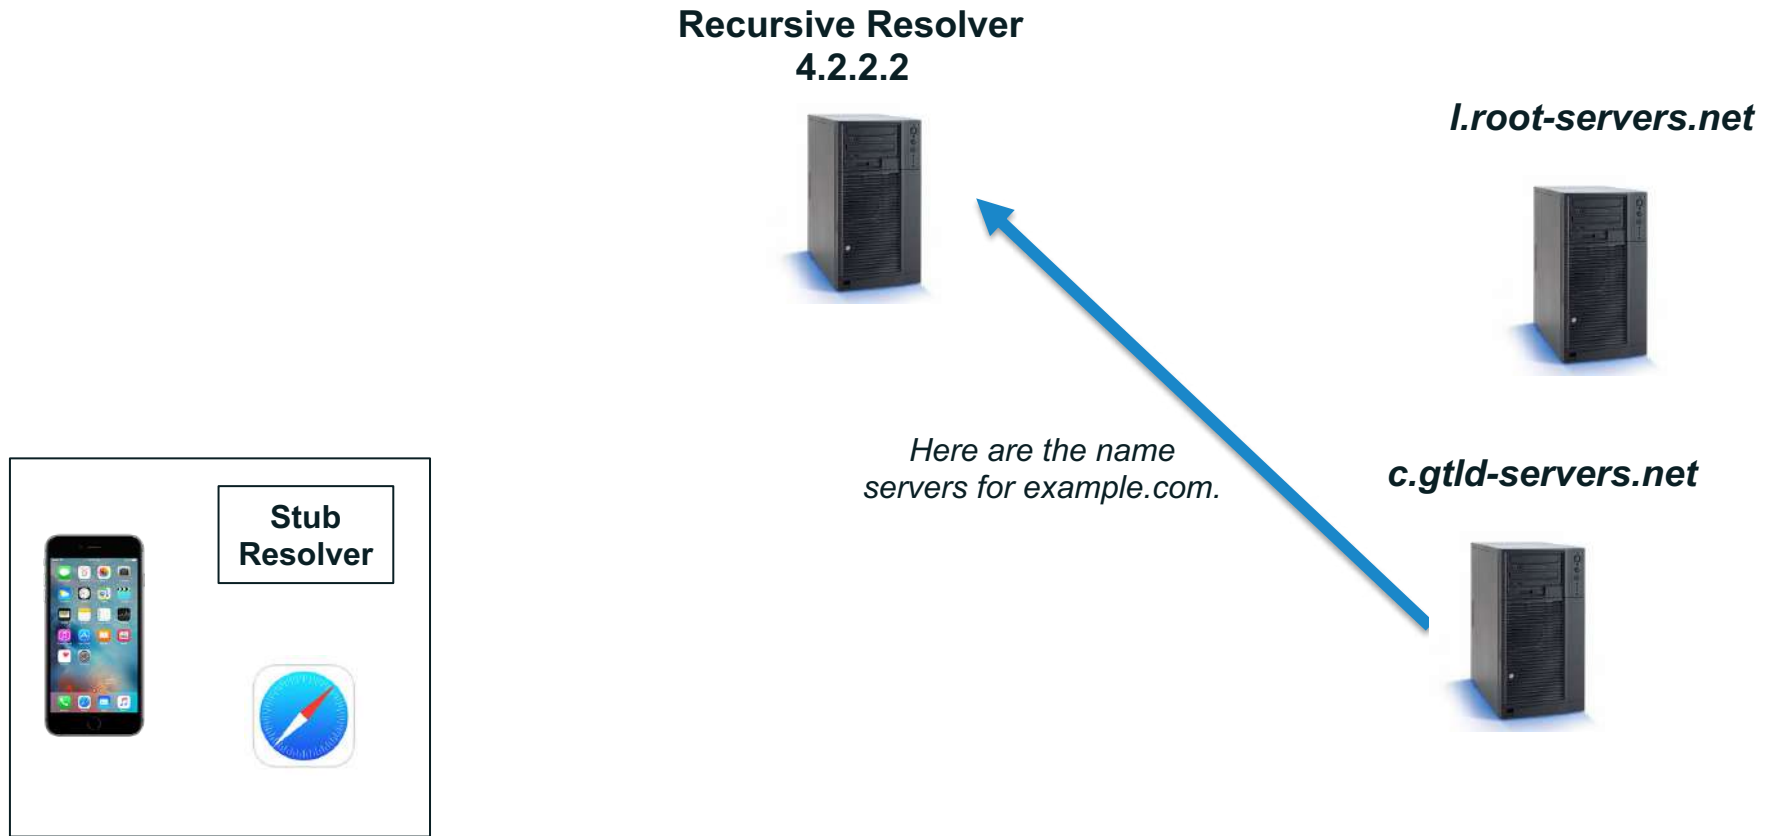 Recursive Resolver
4.2.2.2
l.root-servers.net
Here are the name
servers for example.com.
c.gtld-servers.net
Stub
Resolver